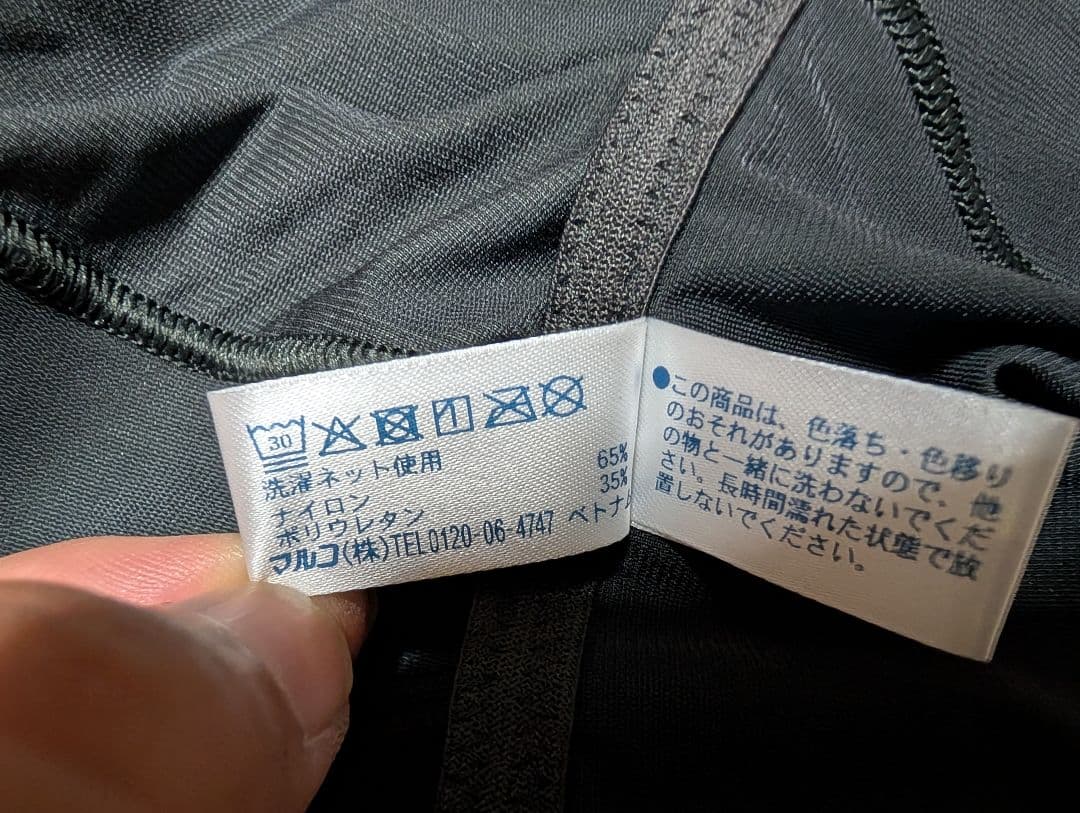 30
洗濯ネット使用
ナイロン 65%
ポリウレタン 35%
マルコ(株)TEL0120-06-4747 ベトナム
●この商品は、色落ち・色移り
のおそれがありますので、他
の物と一緒に洗わないでくだ
さい。長時間濡れた状態で放
置しないでください。